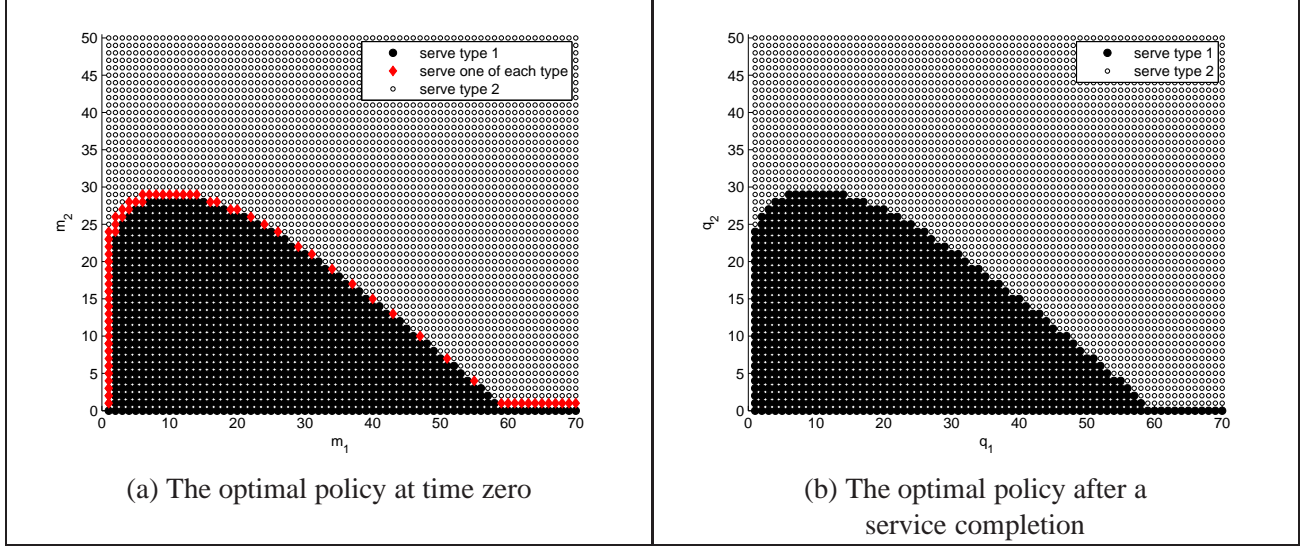 50
45
40
35
30
25
20
15
10
5
0
0 10 20 30 40 50 60 70
m₂
m₁
serve type 1
serve one of each type
serve type 2
(a) The optimal policy at time zero
50
45
40
35
30
25
20
15
10
5
0
0 10 20 30 40 50 60 70
q₂
q₁
serve type 1
serve type 2
(b) The optimal policy after a
service completion